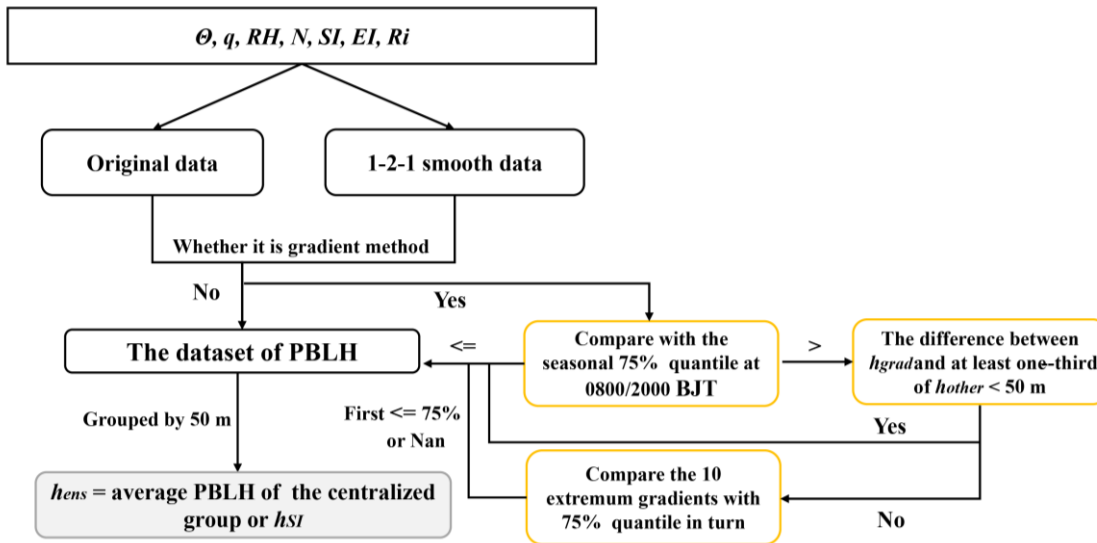 Θ, q, RH, N, SI, EI, Ri
Original data
1-2-1 smooth data
Whether it is gradient method
No
Yes
The dataset of PBLH
<=
Compare with the
seasonal 75% quantile at
0800/2000 BJT
>
The difference between
hgradand at least one-third
of hother < 50 m
Grouped by 50 m
First <= 75%
or Nan
Yes
Compare the 10
extremum gradients with
75% quantile in turn
No
hens = average PBLH of the centralized
group or hSI